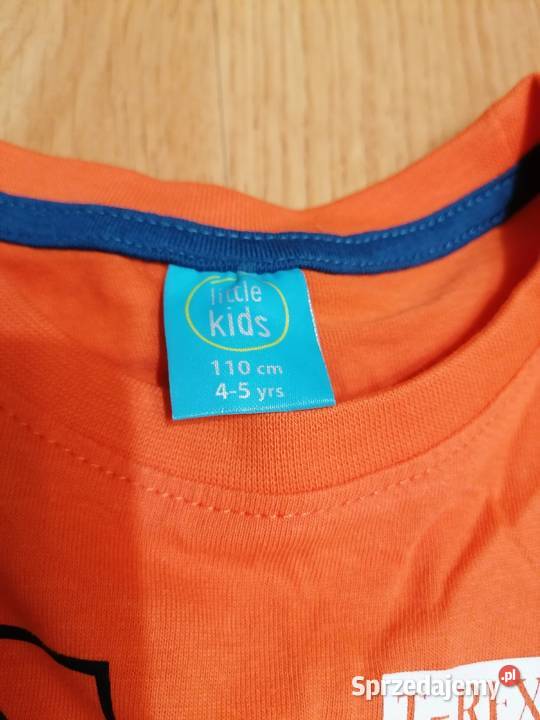 little
kids
110 cm
4-5 yrs
T-REX
Sprzedajemy.pl